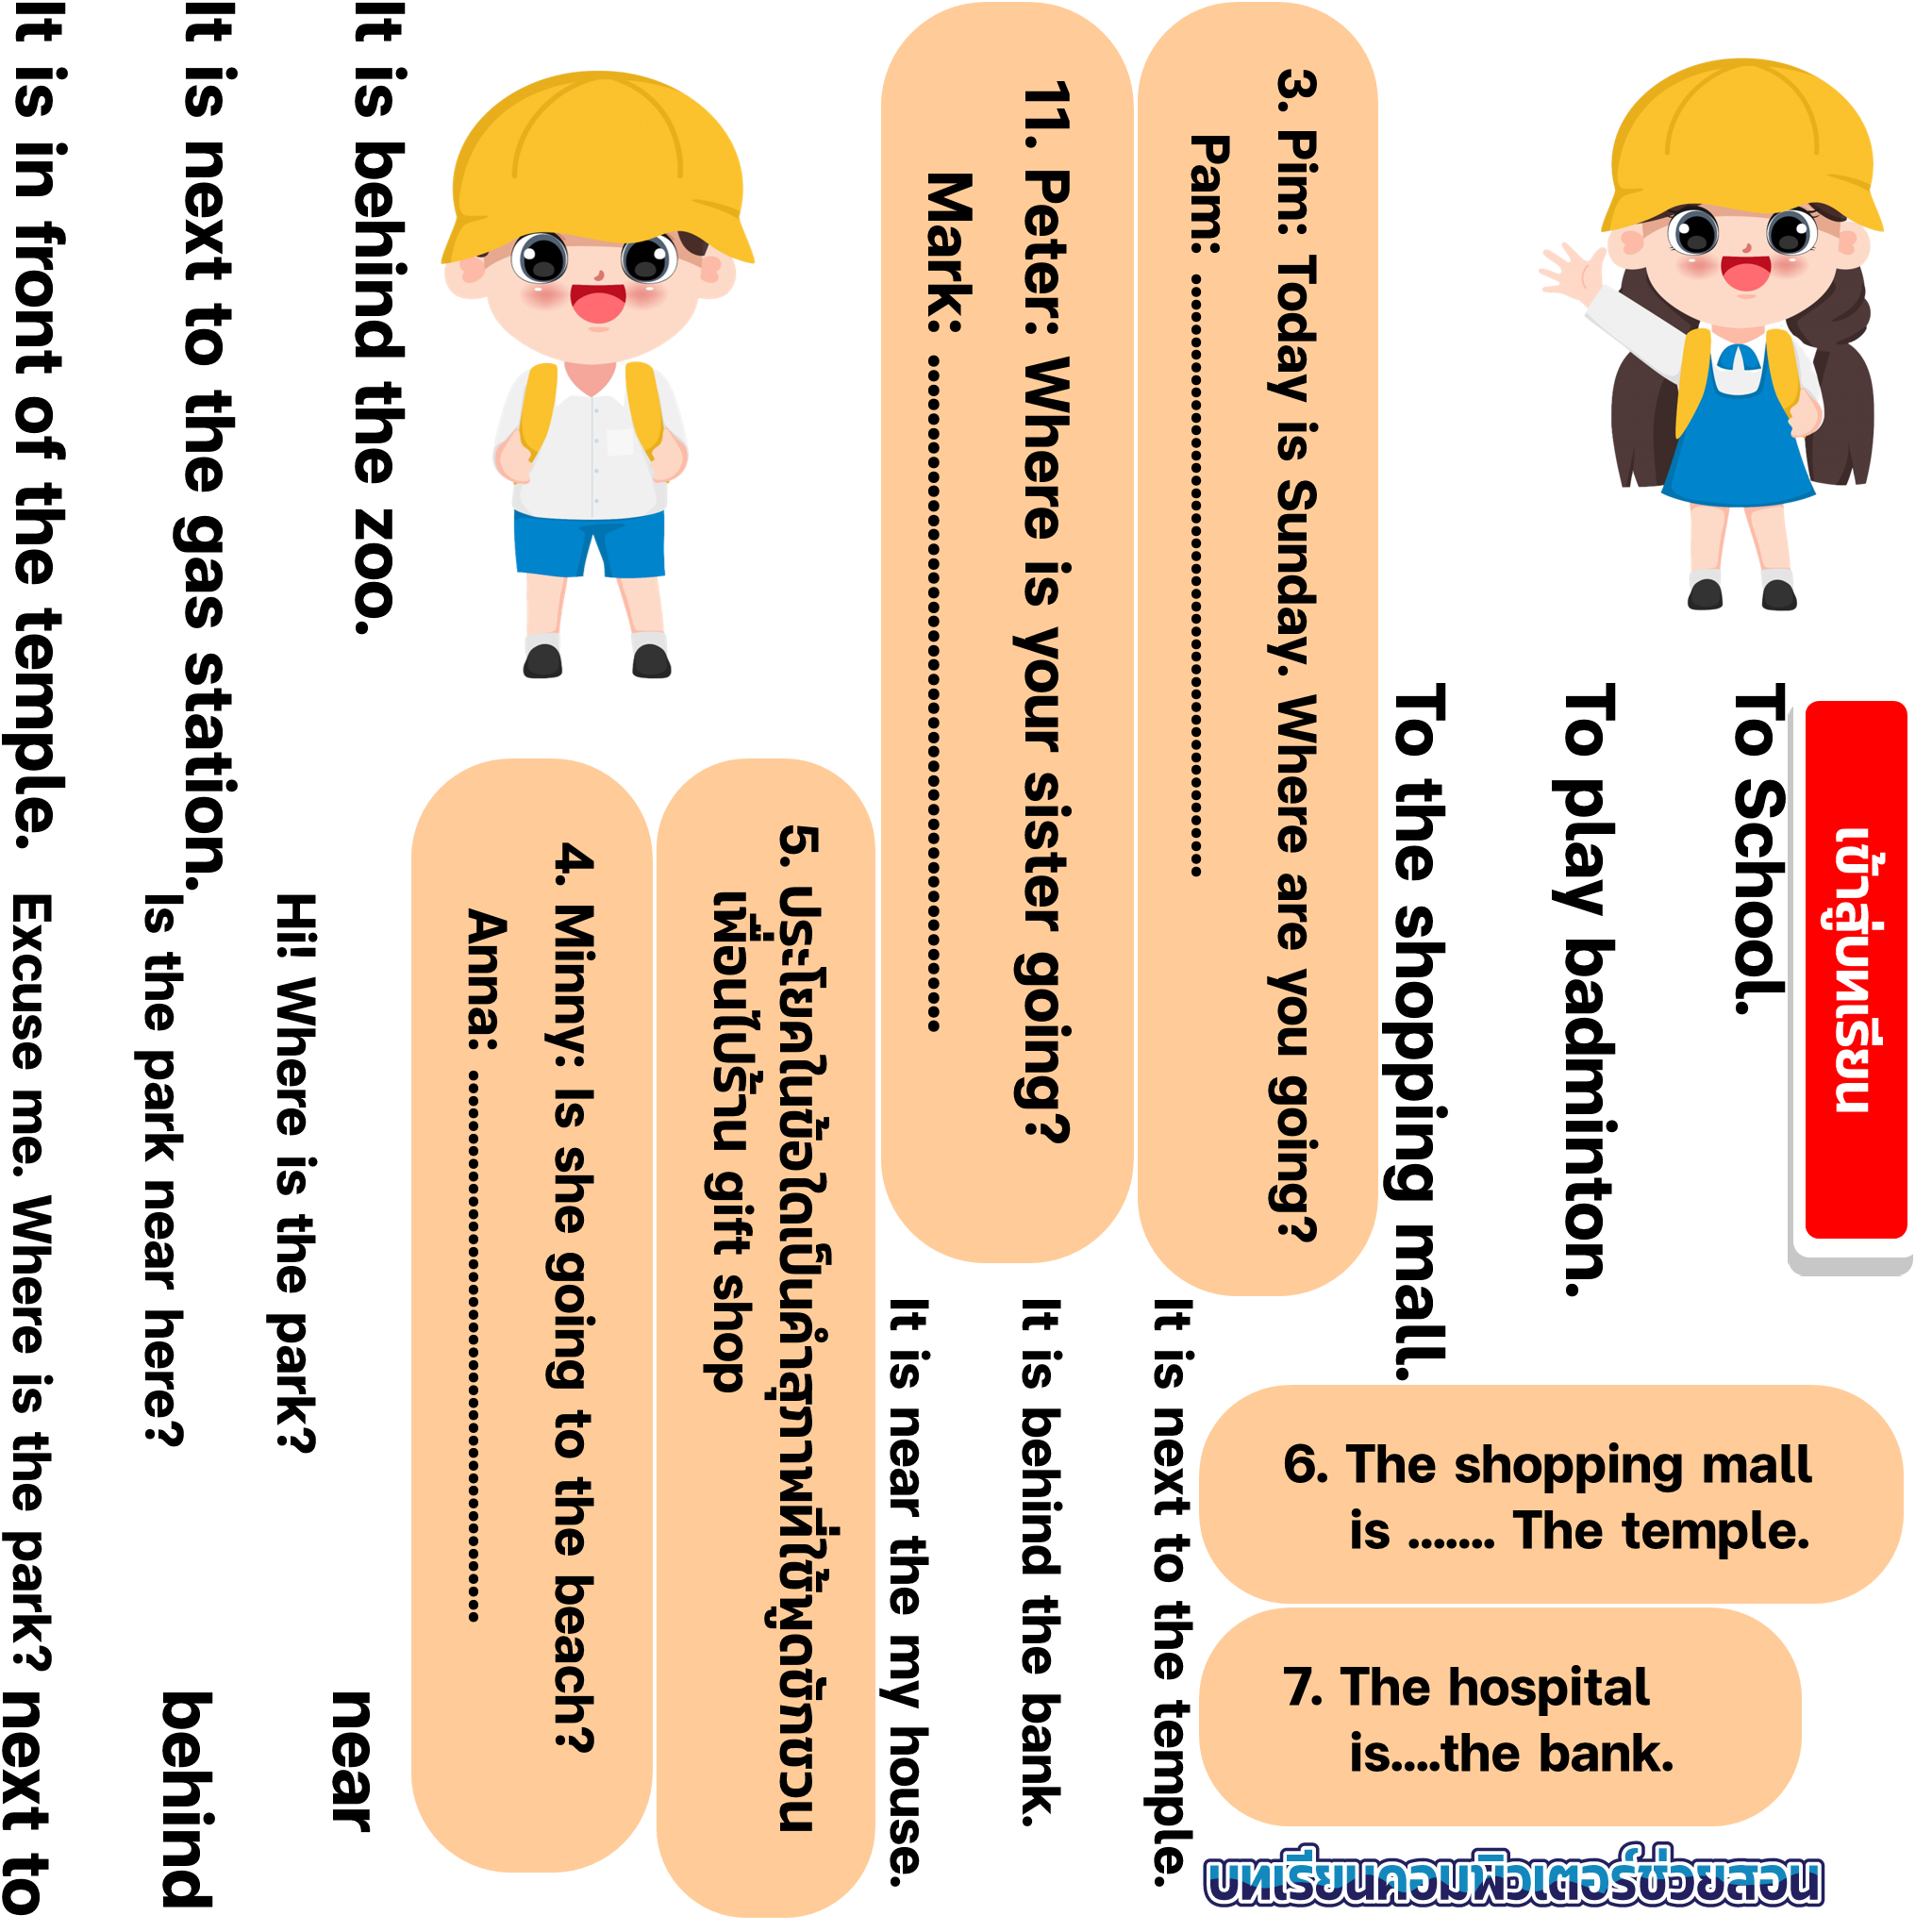 It is behind the zoo.
It is next to the gas station.
It is in front of the temple.
3. Pim: Today is Sunday. Where are you going?
Pam: ................................................................
11. Peter: Where is your sister going?
Mark: ................................................................
เข้าสู่บทเรียน
To School.
To play badminton.
To the shopping mall.
5. ประโยคในข้อใดเป็นคำสุภาพที่ใช้พูดชักชวน
เพื่อนไปร้าน gift shop
4. Minny: Is she going to the beach?
Anna: ................................................................
Hi! Where is the park?
Is the park near here?
Excuse me. Where is the park?
It is next to the temple.
It is behind the bank.
It is near the my house.
6. The shopping mall
is ....... The temple.
7. The hospital
is....the bank.
near
behind
next to
บทเรียนคอมพิวเตอร์ช่วยสอน